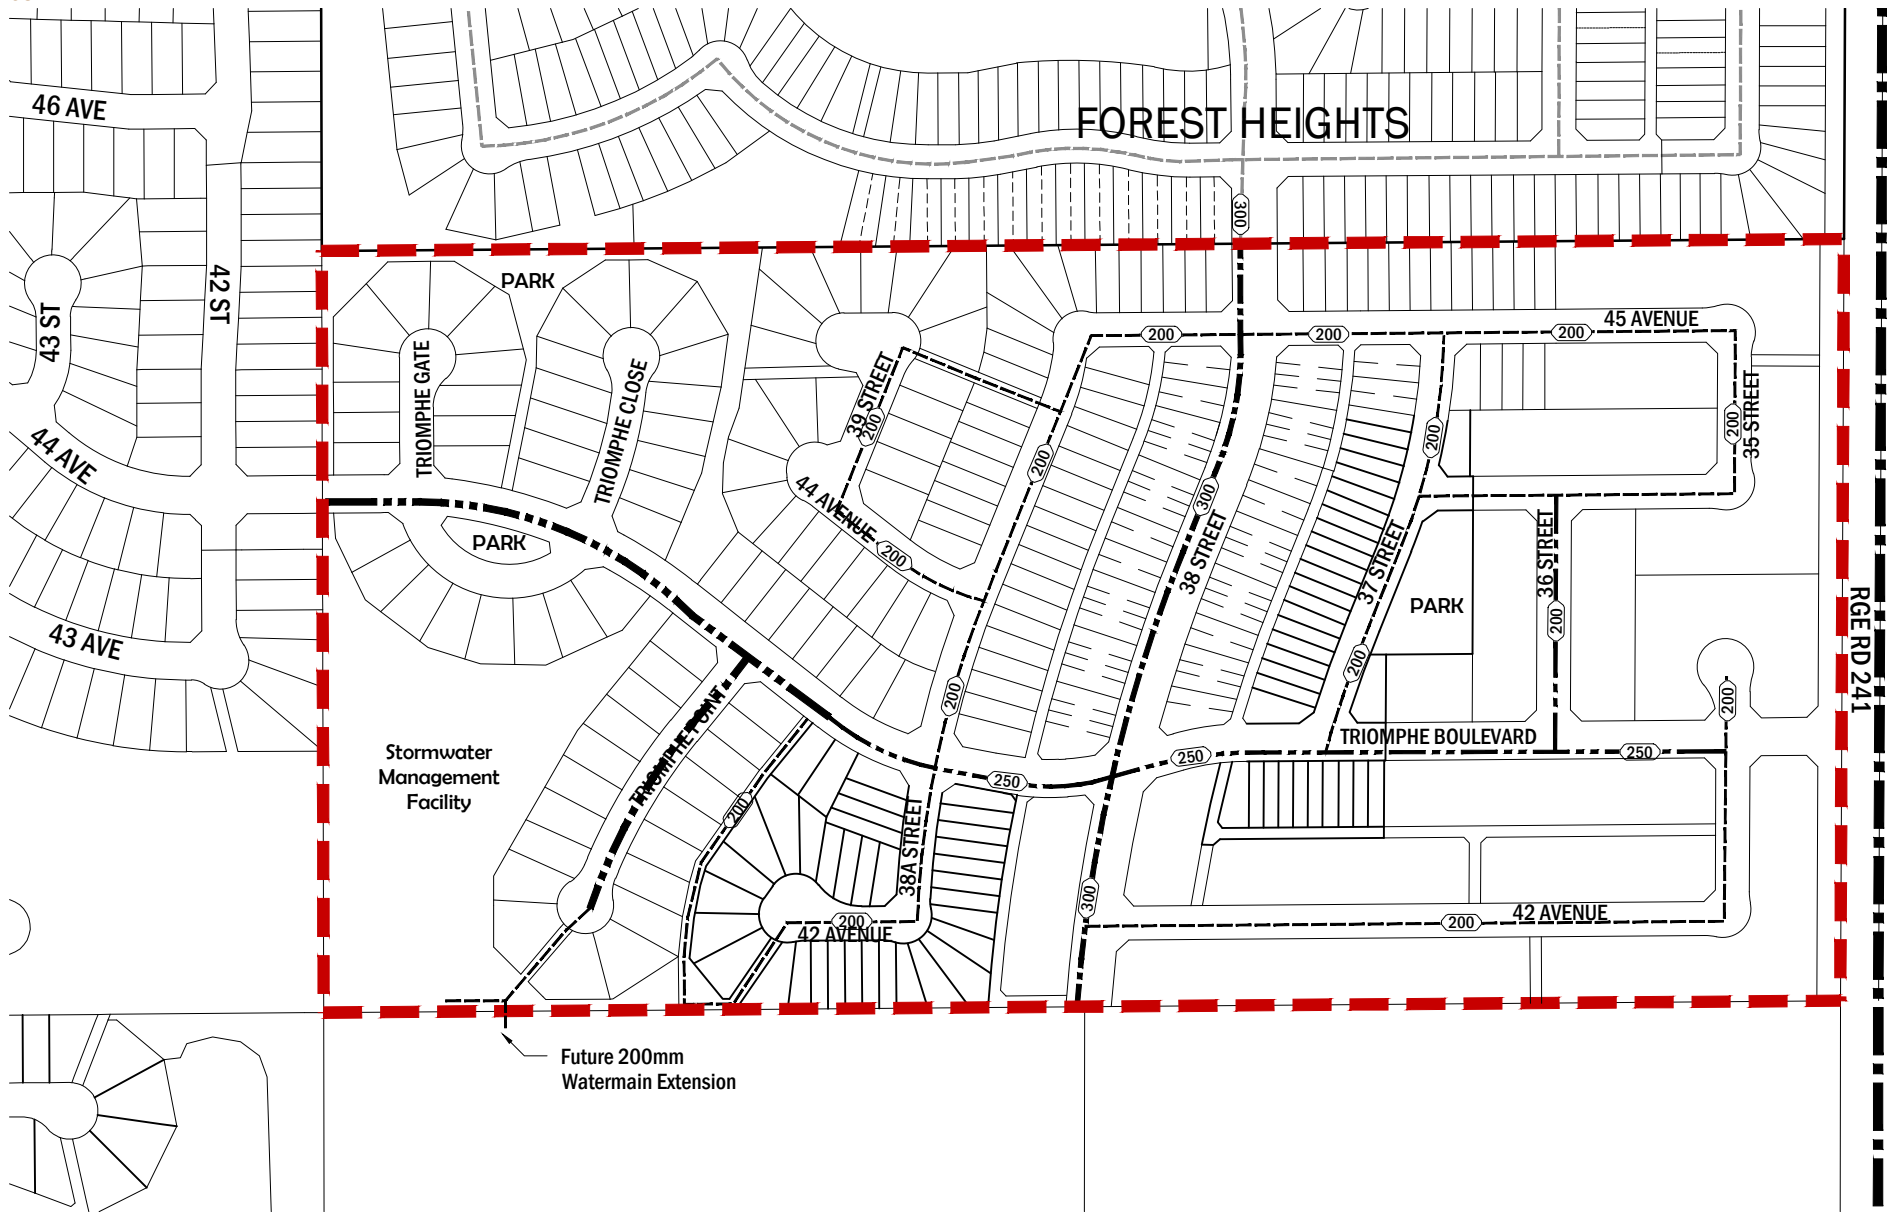 46 AVE
FOREST HEIGHTS
300
42 ST
43 ST
PARK
45 AVENUE
200
200
200
TRIOMPHE GATE
TRIOMPHE CLOSE
39 STREET
200
200
200
200
35 STREET
44 AVE
44 AVENUE
200
300
38 STREET
PARK
37 STREET
36 STREET
200
PARK
RGE RD 241
43 AVE
200
200
200
TRIOMPHE POINT
TRIOMPHE BOULEVARD
250
250
250
Stormwater
Management
Facility
200
38A STREET
300
200
42 AVENUE
200
42 AVENUE
Future 200mm
Watermain Extension